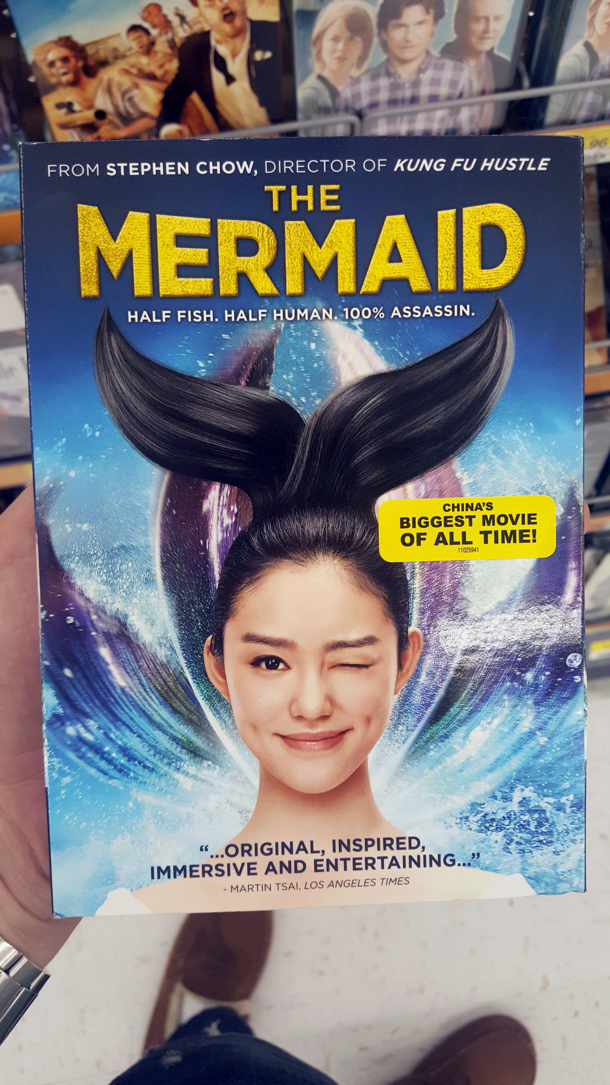 FROM STEPHEN CHOW, DIRECTOR OF KUNG FU HUSTLE
THE
MERMAID
HALF FISH. HALF HUMAN. 100% ASSASSIN.
CHINA'S
BIGGEST MOVIE
OF ALL TIME!
11025941
“...ORIGINAL, INSPIRED,
IMMERSIVE AND ENTERTAINING...”
- MARTIN TSAI, LOS ANGELES TIMES